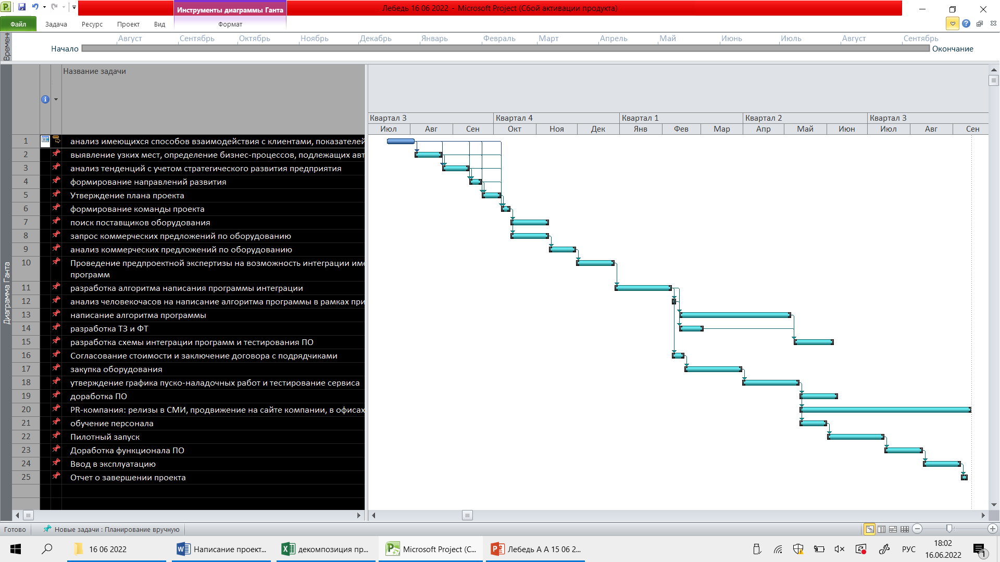 Инструменты диаграммы Ганта
Лебедь 16 06 2022 - Microsoft Project (Сбой активации продукта)
Файл
Задача
Ресурс
Проект
Вид
Формат
Август
Сентябрь
Октябрь
Ноябрь
Декабрь
Январь
Февраль
Март
Апрель
Май
Июнь
Июль
Август
Сентябрь
Начало
Окончание
Название задачи
Квартал 3
Квартал 4
Квартал 1
Квартал 2
Квартал 3
Июл
Авг
Сен
Окт
Ноя
Дек
Янв
Фев
Мар
Апр
Май
Июн
Июл
Авг
Сен
Диаграмма Ганта
1 анализ имеющихся способов взаимодействия с клиентами, показателей
2 выявление узких мест, определение бизнес-процессов, подлежащих авт
3 анализ тенденций с учетом стратегического развития предприятия
4 формирование направлений развития
5 Утверждение плана проекта
6 формирование команды проекта
7 поиск поставщиков оборудования
8 запрос коммерческих предложений по оборудованию
9 анализ коммерческих предложений по оборудованию
10 Проведение предпроектной экспертизы на возможность интеграции име
программ
11 разработка алгоритма написания программы интеграции
12 анализ человекочасов на написание алгоритма программы в рамках при
13 написание алгоритма программы
14 разработка ТЗ и ФТ
15 разработка схемы интеграции программ и тестирования ПО
16 Согласование стоимости и заключение договора с подрядчиками
17 закупка оборудования
18 утверждение графика пуско-наладочных работ и тестирование сервиса
19 доработка ПО
20 PR-компания: релизы в СМИ, продвижение на сайте компании, в офисах
21 обучение персонала
22 Пилотный запуск
23 Доработка функционала ПО
24 Ввод в эксплуатацию
25 Отчет о завершении проекта
Готово
Новые задачи : Планирование вручную
16 06 2022
Написание проект...
декомпозиция пр...
Microsoft Project (С...
Лебедь А А 15 06 2...
РУС
18:02
16.06.2022
1